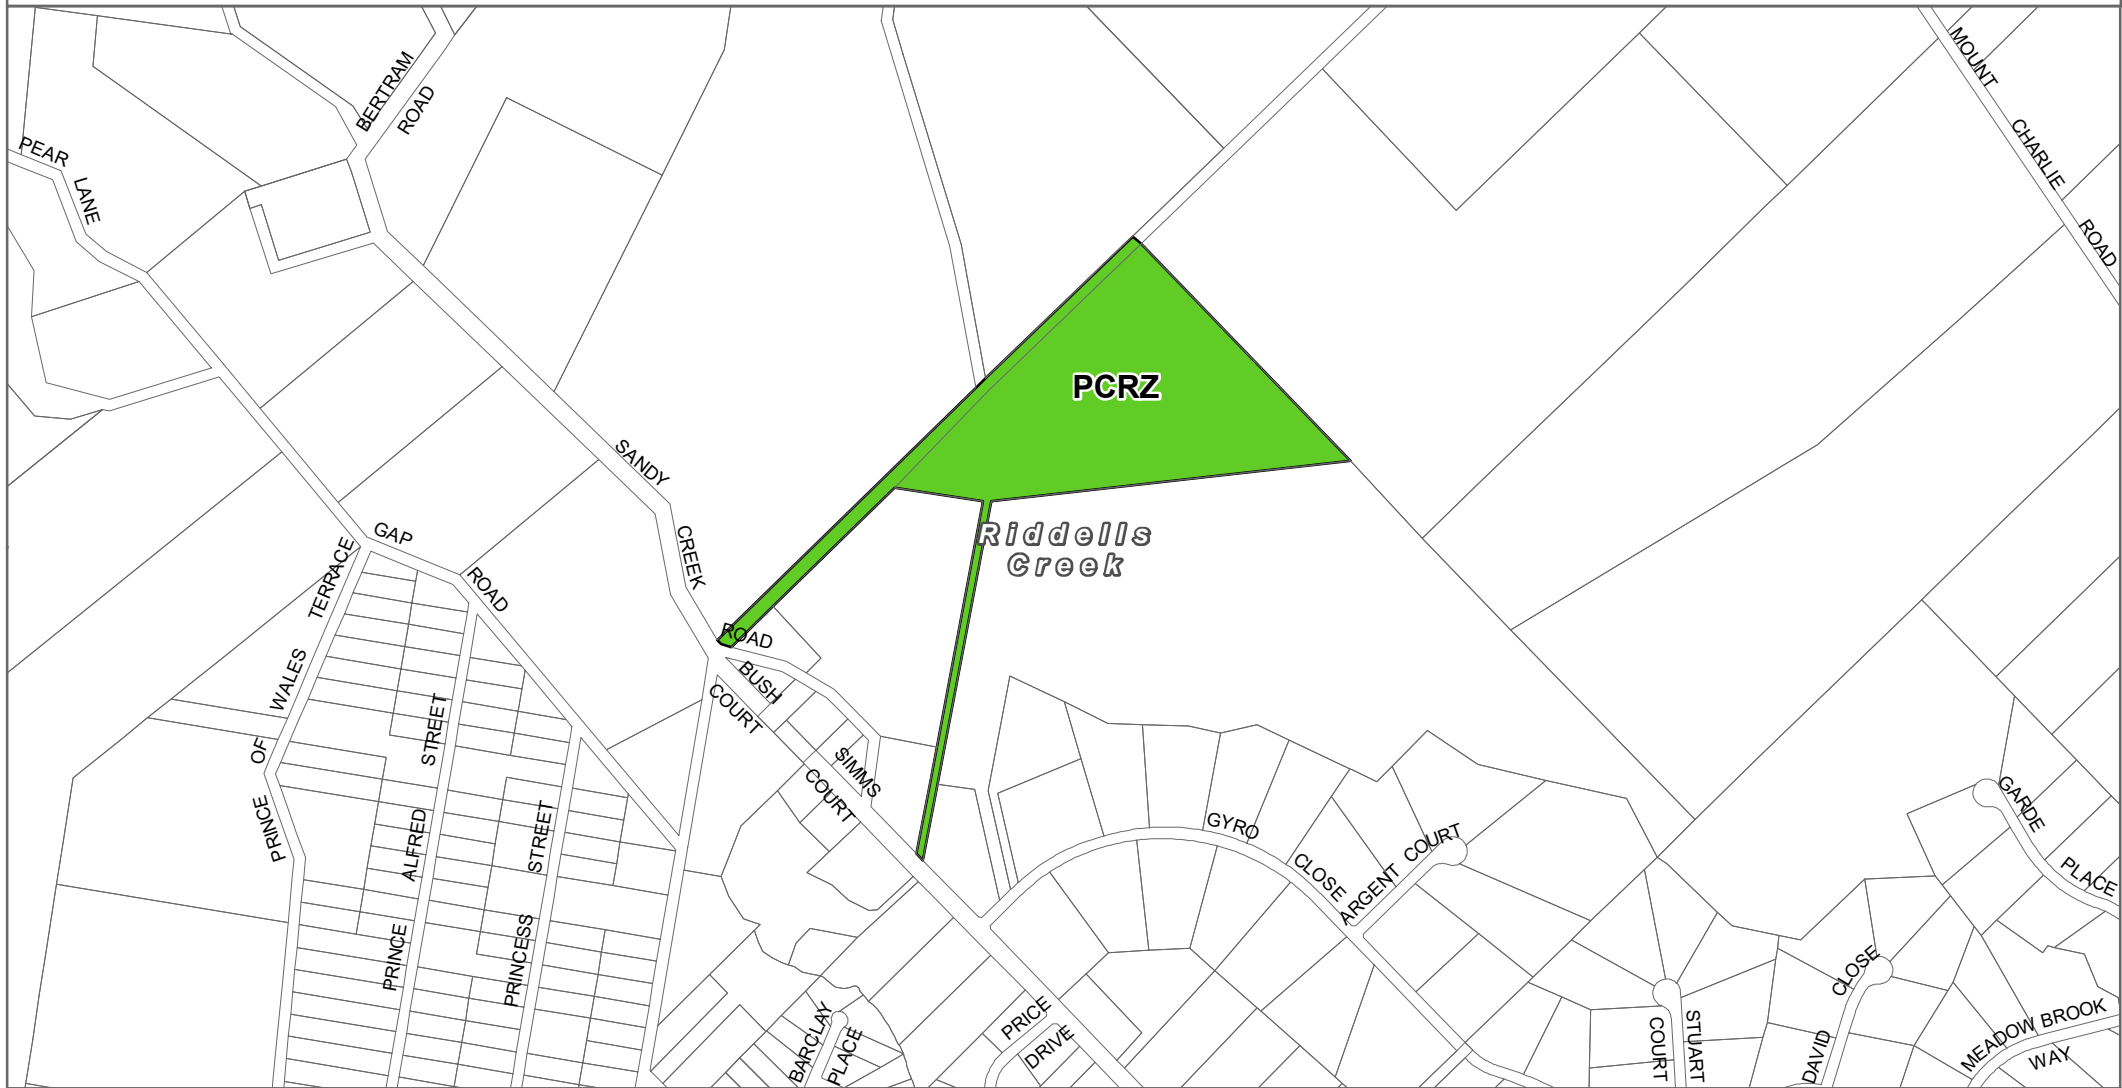 MOUNT
BERTRAM
ROAD
CHARLIE
PEAR
LANE
ROAD
PCRZ
SANDY
GAP
Riddells
Creek
CREEK
TERRACE
ROAD
ROAD
WALES
BUSH
COURT
STREET
OF
SIMMS
COURT
GARDE
PRINCE
GYRO
STREET
ALFRED
COURT
CLOSE
ARGENT
PLACE
PRINCE
PRINCESS
CLOSE
PRICE
DRIVE
BARCLAY
PLACE
COURT
STUART
DAVID
MEADOW BROOK
WAY